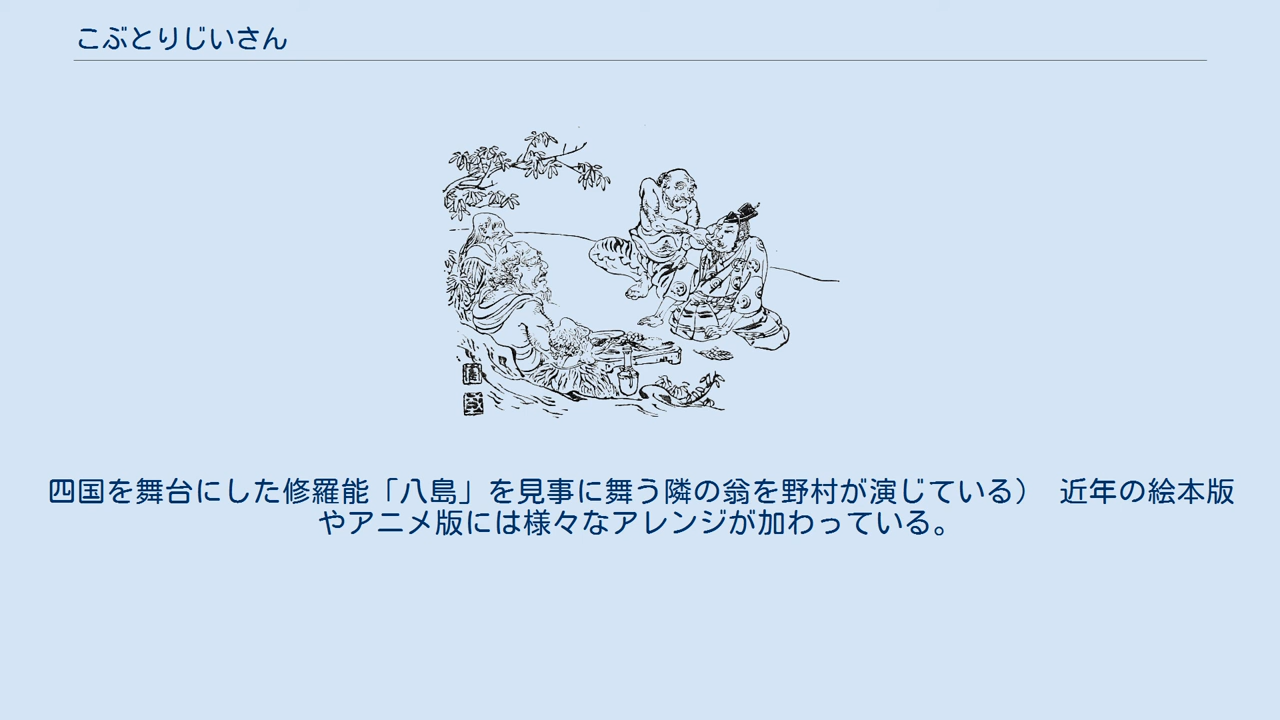 こぶとりじいさん
四国を舞台にした修羅能「八島」を見事に舞う隣の翁を野村が演じている） 近年の絵本版
やアニメ版には様々なアレンジが加わっている。